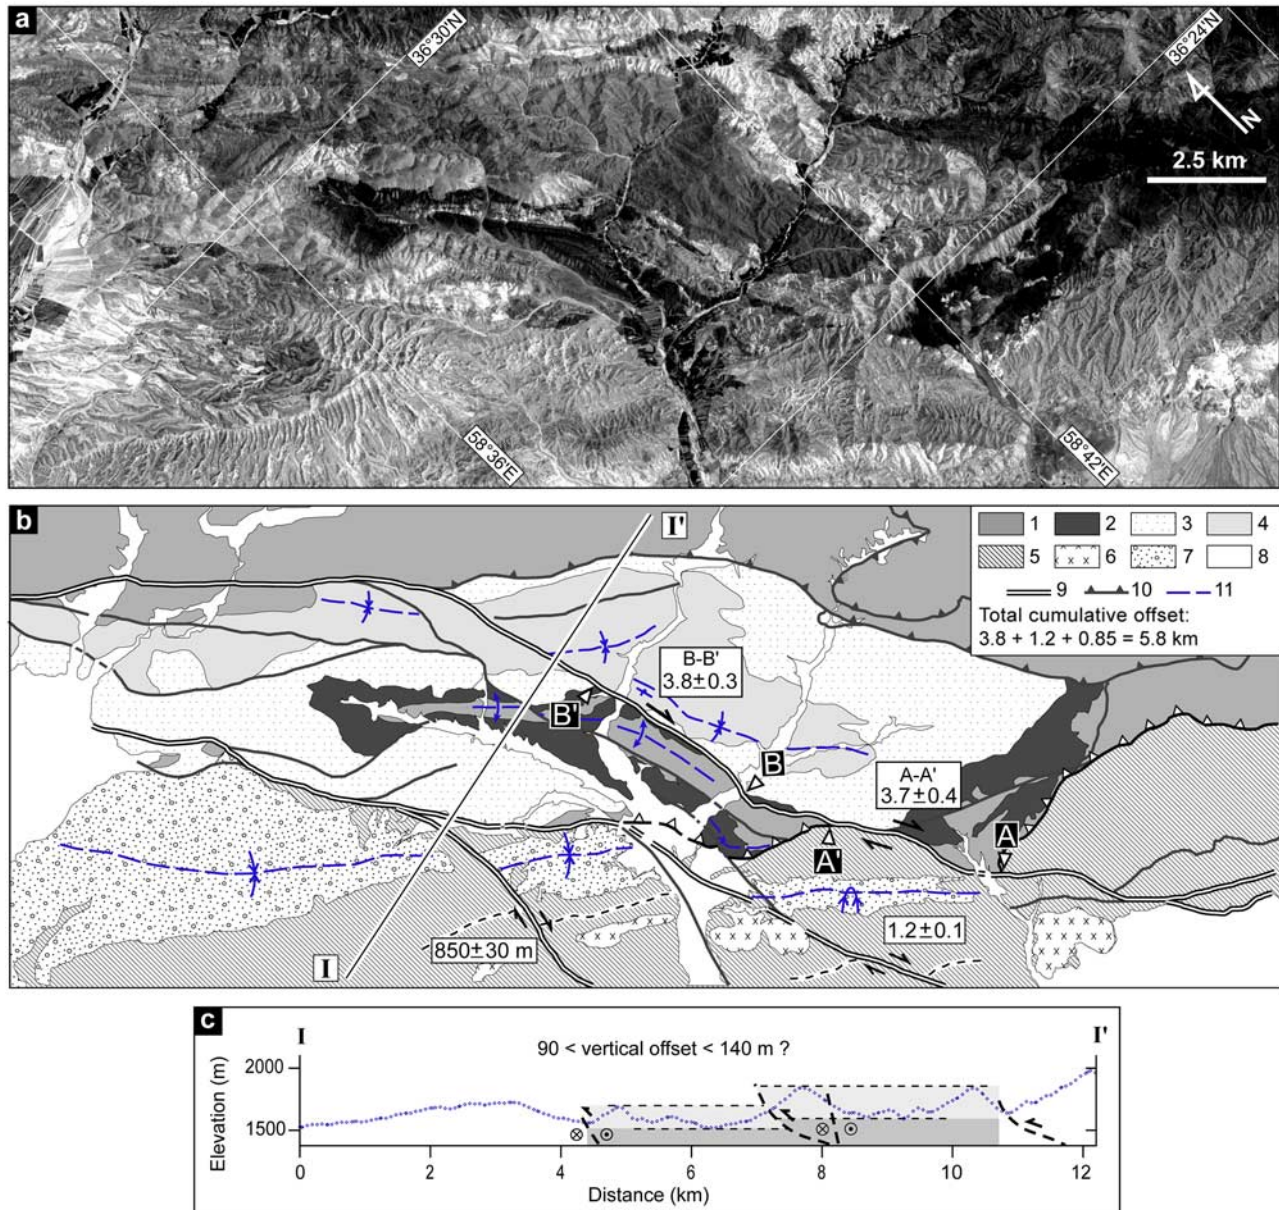 a
36°30'N
36°24'N
N
2.5 km
58°36'E
58°42'E
b
I'
1 2 3 4
5 6 7 8
9 10 11
Total cumulative offset:
3.8 + 1.2 + 0.85 = 5.8 km
B-B'
3.8±0.3
B'
B
A-A'
3.7±0.4
A
A'
1.2±0.1
850±30 m
I
c
I
I'
90 < vertical offset < 140 m ?
Elevation (m)
2000
1500
0 2 4 6 8 10 12
Distance (km)